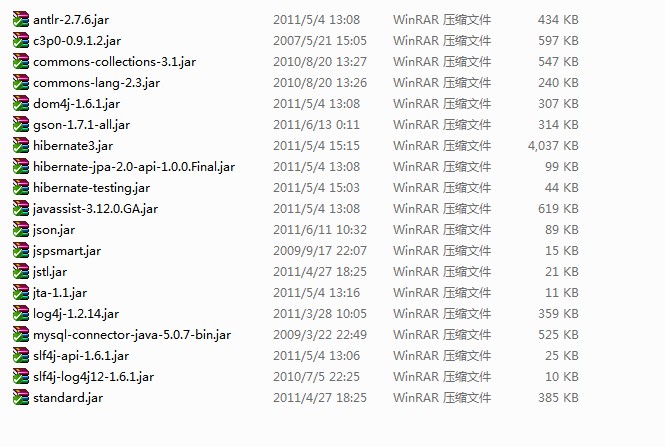 antlr-2.7.6.jar 2011/5/4 13:08 WinRAR 压缩文件 434 KB
c3p0-0.9.1.2.jar 2007/5/21 15:05 WinRAR 压缩文件 597 KB
commons-collections-3.1.jar 2010/8/20 13:27 WinRAR 压缩文件 547 KB
commons-lang-2.3.jar 2010/8/20 13:26 WinRAR 压缩文件 240 KB
dom4j-1.6.1.jar 2011/5/4 13:08 WinRAR 压缩文件 307 KB
gson-1.7.1-all.jar 2011/6/13 0:11 WinRAR 压缩文件 314 KB
hibernate3.jar 2011/5/4 15:15 WinRAR 压缩文件 4,037 KB
hibernate-jpa-2.0-api-1.0.0.Final.jar 2011/5/4 13:08 WinRAR 压缩文件 99 KB
hibernate-testing.jar 2011/5/4 15:03 WinRAR 压缩文件 44 KB
javassist-3.12.0.GA.jar 2011/5/4 13:08 WinRAR 压缩文件 619 KB
json.jar 2011/6/11 10:32 WinRAR 压缩文件 89 KB
jspsmart.jar 2009/9/17 22:07 WinRAR 压缩文件 15 KB
jstl.jar 2011/4/27 18:25 WinRAR 压缩文件 21 KB
jta-1.1.jar 2011/5/4 13:16 WinRAR 压缩文件 11 KB
log4j-1.2.14.jar 2011/3/28 10:05 WinRAR 压缩文件 359 KB
mysql-connector-java-5.0.7-bin.jar 2009/3/22 22:49 WinRAR 压缩文件 525 KB
slf4j-api-1.6.1.jar 2011/5/4 13:06 WinRAR 压缩文件 25 KB
slf4j-log4j12-1.6.1.jar 2010/7/5 22:25 WinRAR 压缩文件 10 KB
standard.jar 2011/4/27 18:25 WinRAR 压缩文件 385 KB